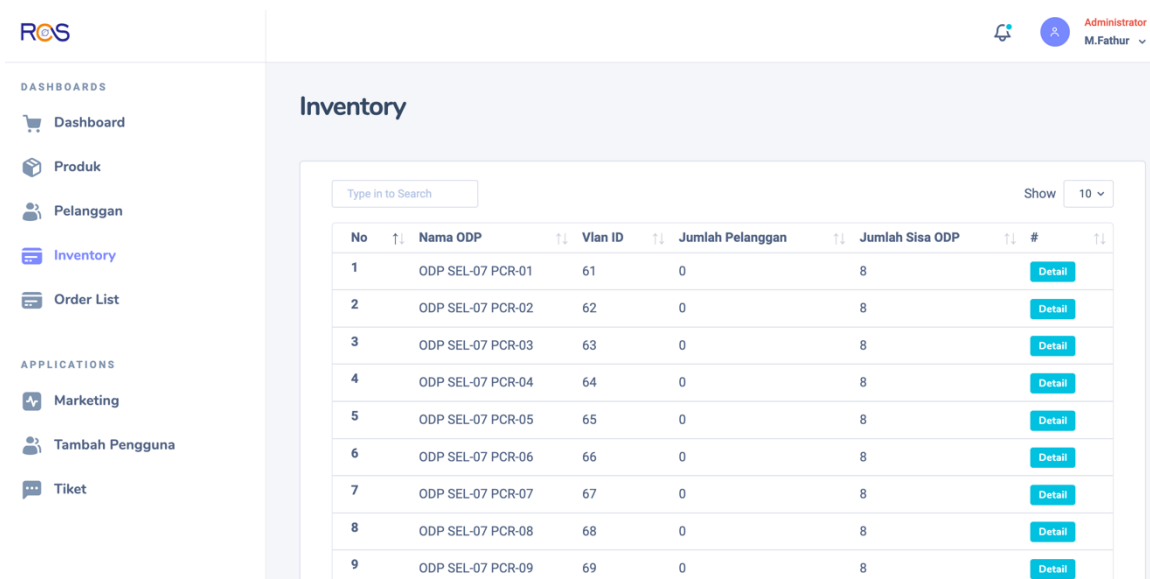 ROS
Administrator
M.Fathur
DASHBOARDS
Dashboard
Produk
Pelanggan
Inventory
Order List
APPLICATIONS
Marketing
Tambah Pengguna
Tiket
Inventory
Type in to Search
Show 10
No Nama ODP Vlan ID Jumlah Pelanggan Jumlah Sisa ODP #
1 ODP SEL-07 PCR-01 61 0 8 Detail
2 ODP SEL-07 PCR-02 62 0 8 Detail
3 ODP SEL-07 PCR-03 63 0 8 Detail
4 ODP SEL-07 PCR-04 64 0 8 Detail
5 ODP SEL-07 PCR-05 65 0 8 Detail
6 ODP SEL-07 PCR-06 66 0 8 Detail
7 ODP SEL-07 PCR-07 67 0 8 Detail
8 ODP SEL-07 PCR-08 68 0 8 Detail
9 ODP SEL-07 PCR-09 69 0 8 Detail